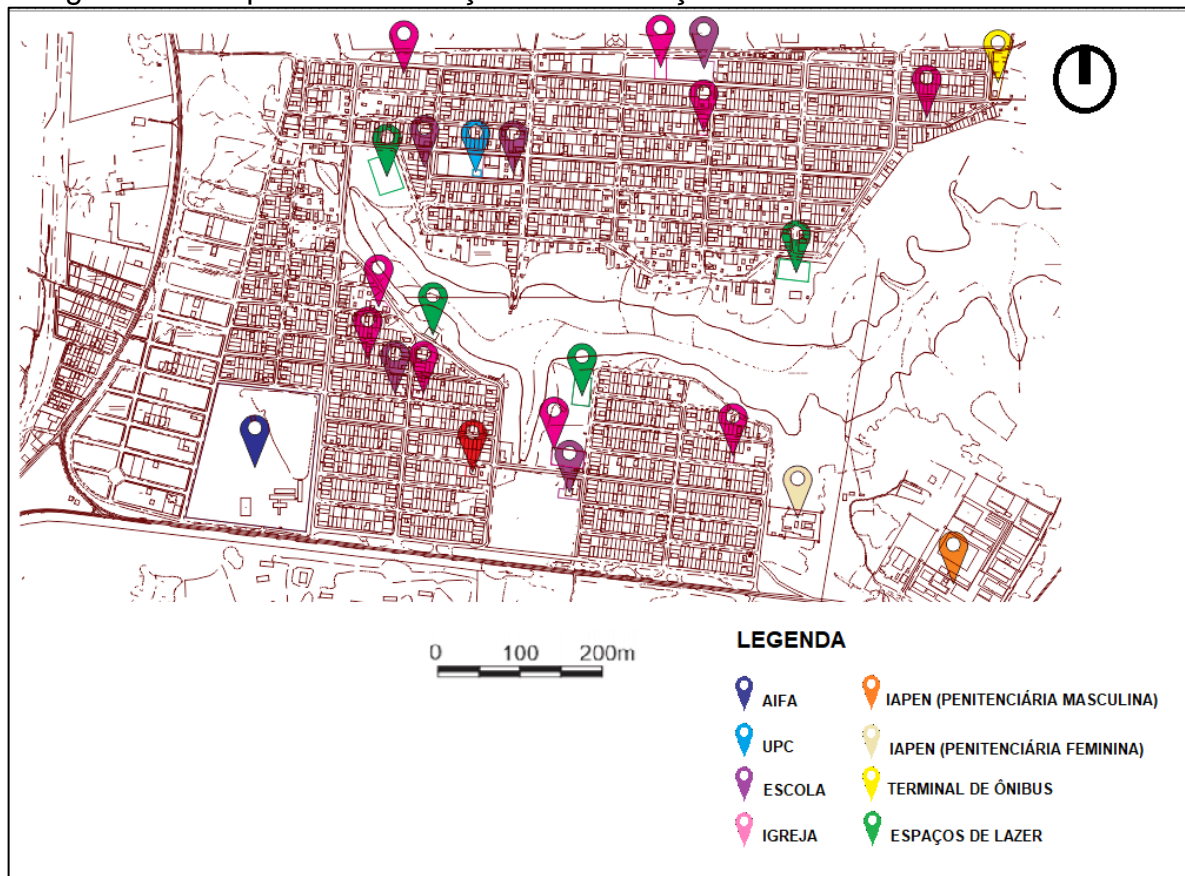 0 100 200m
LEGENDA
AIFA
IAPEN (PENITENCIÁRIA MASCULINA)
UPC
IAPEN (PENITENCIÁRIA FEMININA)
ESCOLA
TERMINAL DE ÔNIBUS
IGREJA
ESPAÇOS DE LAZER